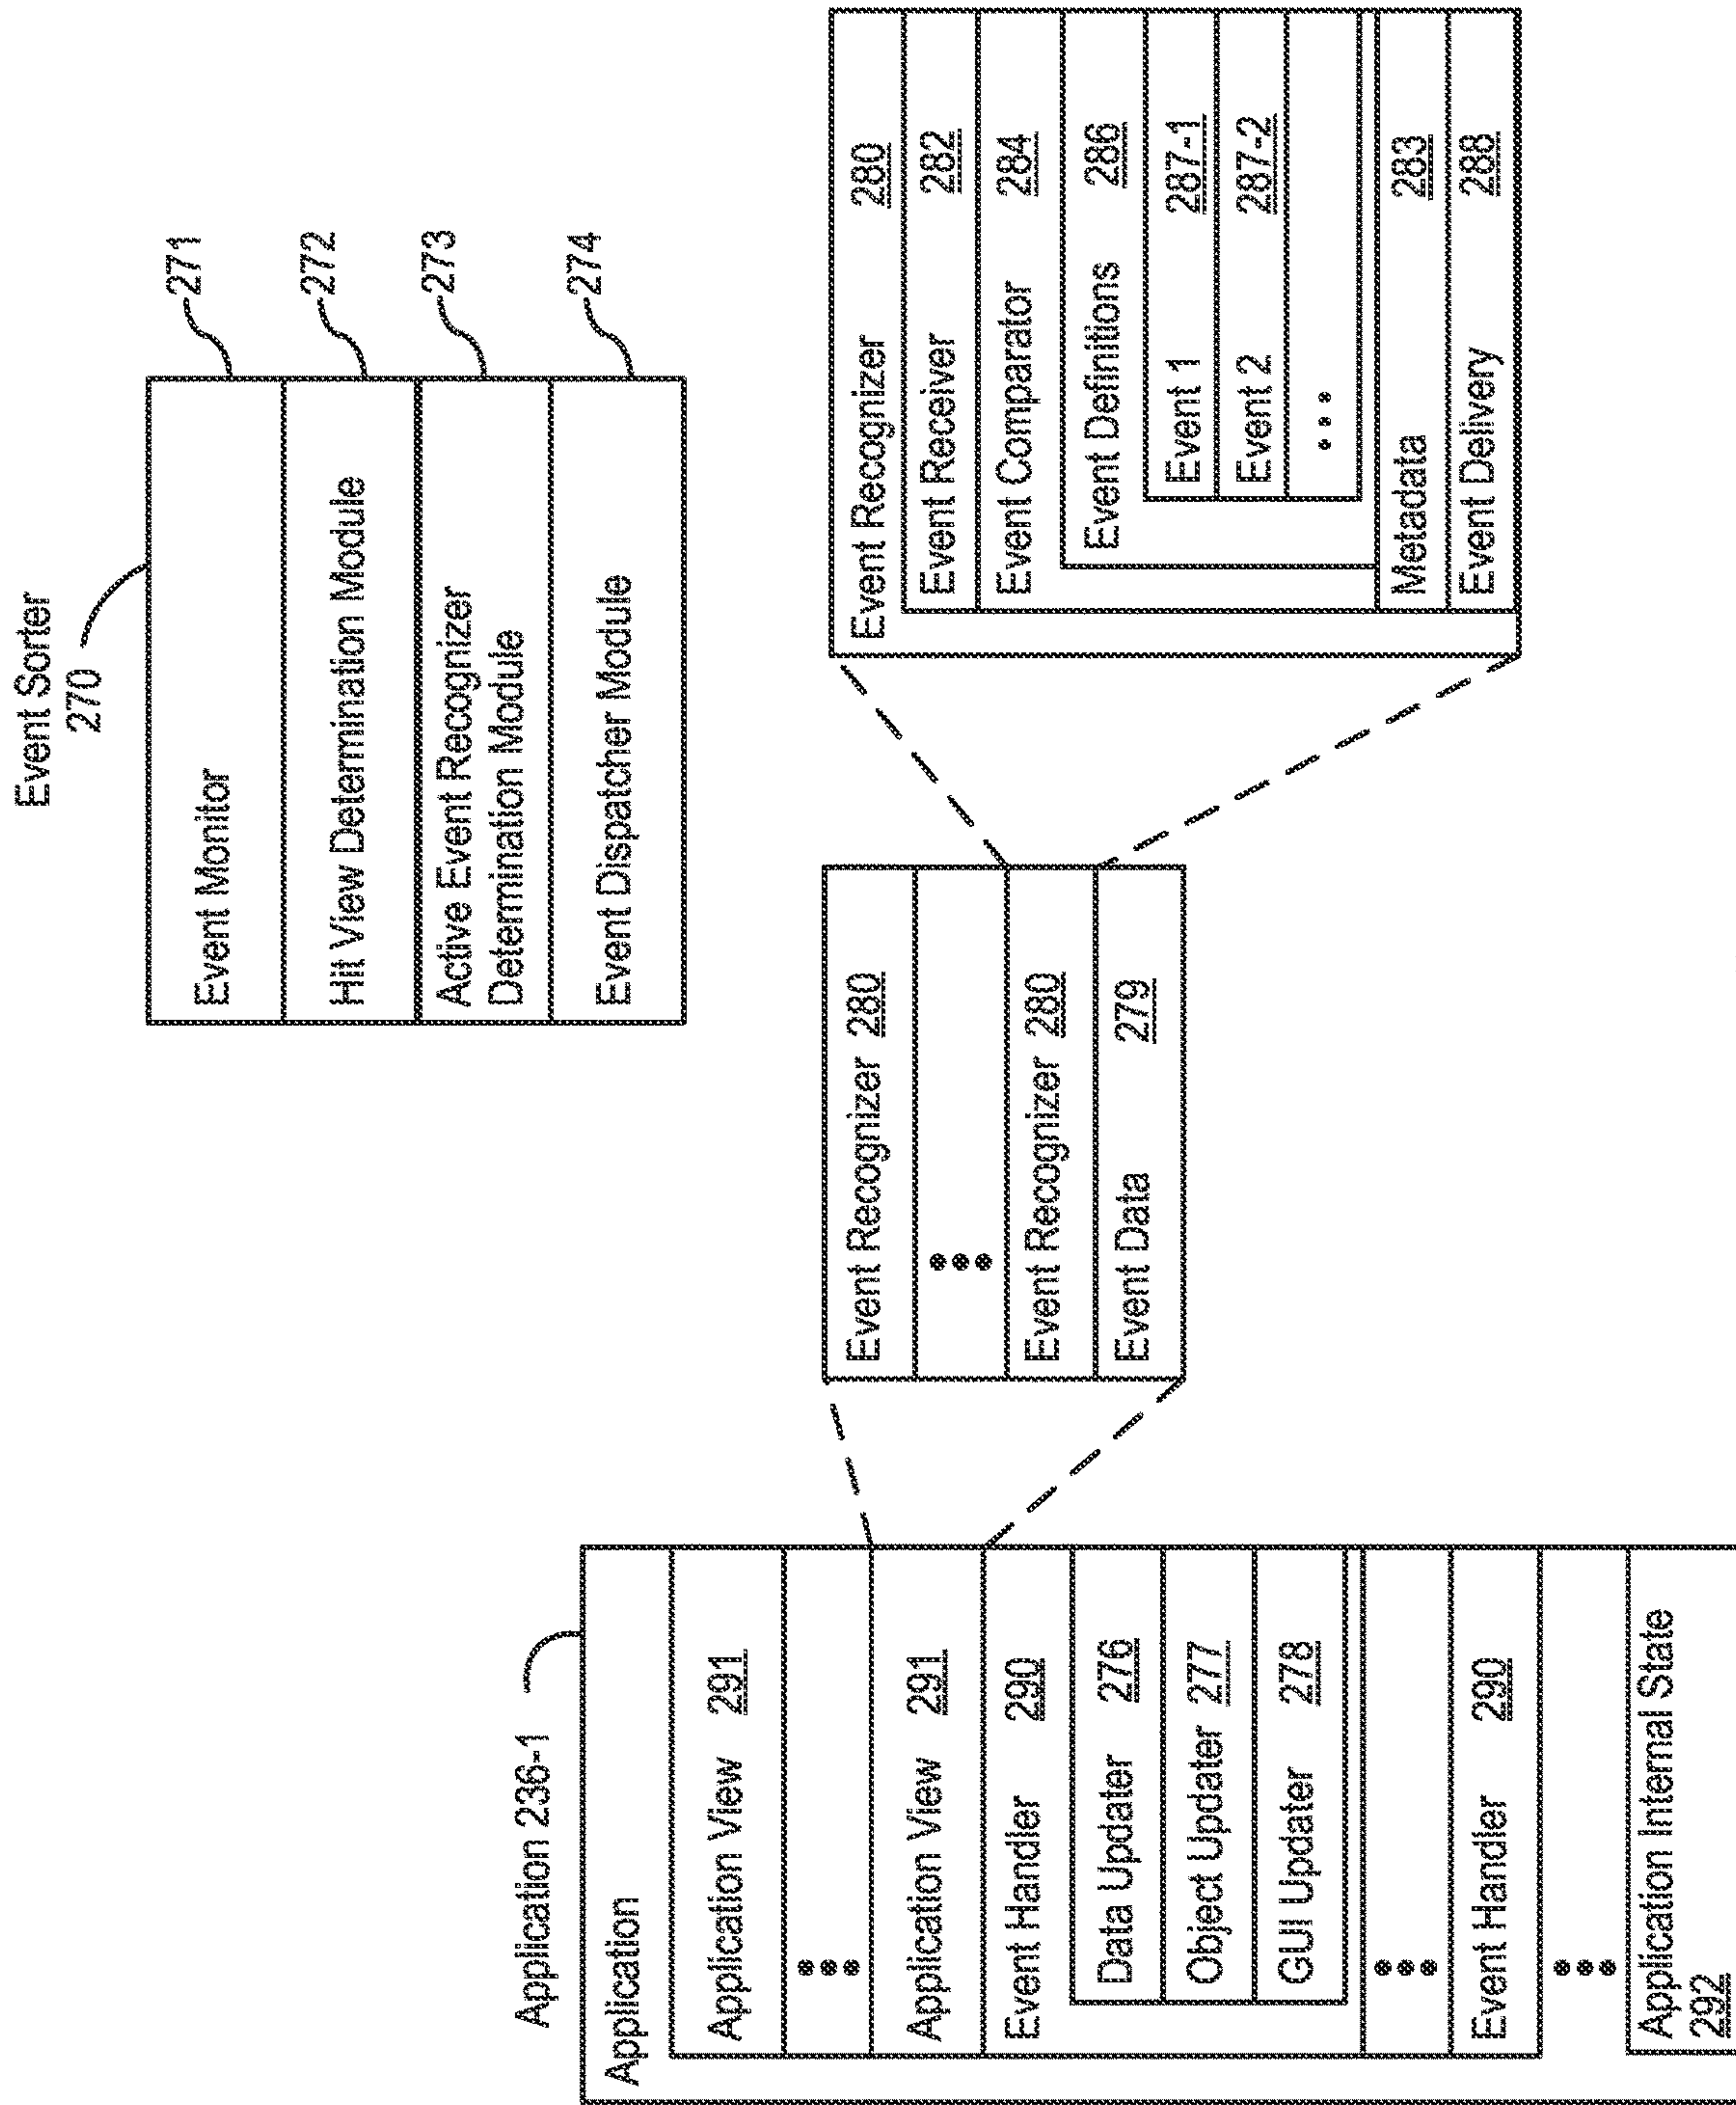 Event Sorter
270
Event Monitor
271
Hit View Determination Module
272
Active Event Recognizer
Determination Module
273
Event Dispatcher Module
274
Application 236-1
Application
Application View 291
Application View 291
Event Handler 290
Data Updater 276
Object Updater 277
GUI Updater 278
Event Handler 290
Application Internal State
292
Event Recognizer 280
Event Recognizer 280
Event Data 279
Event Recognizer 280
Event Receiver 282
Event Comparator 284
Event Definitions 286
Event 1 287-1
Event 2 287-2
Metadata 283
Event Delivery 288